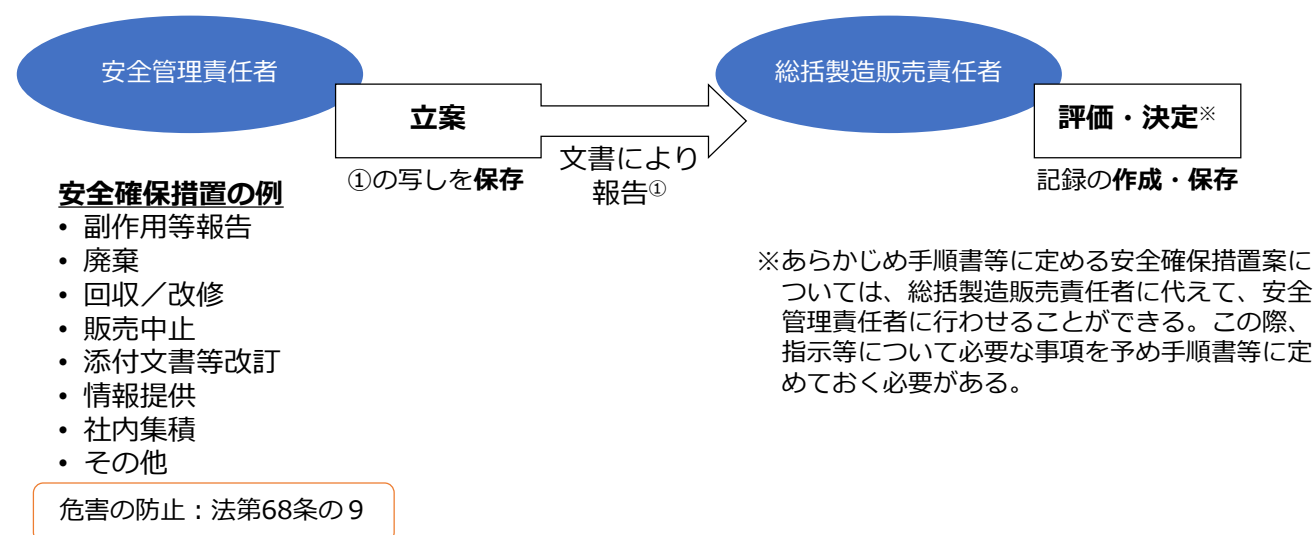 安全管理責任者
総括製造販売責任者
立案
評価・決定※
①の写しを保存
文書により
報告①
記録の作成・保存
安全確保措置の例
• 副作用等報告
• 廃棄
• 回収／改修
• 販売中止
• 添付文書等改訂
• 情報提供
• 社内集積
• その他
※あらかじめ手順書等に定める安全確保措置案に
ついては、総括製造販売責任者に代えて、安全
管理責任者に行わせることができる。この際、
指示等について必要な事項を予め手順書等に定
めておく必要がある。
危害の防止：法第68条の９